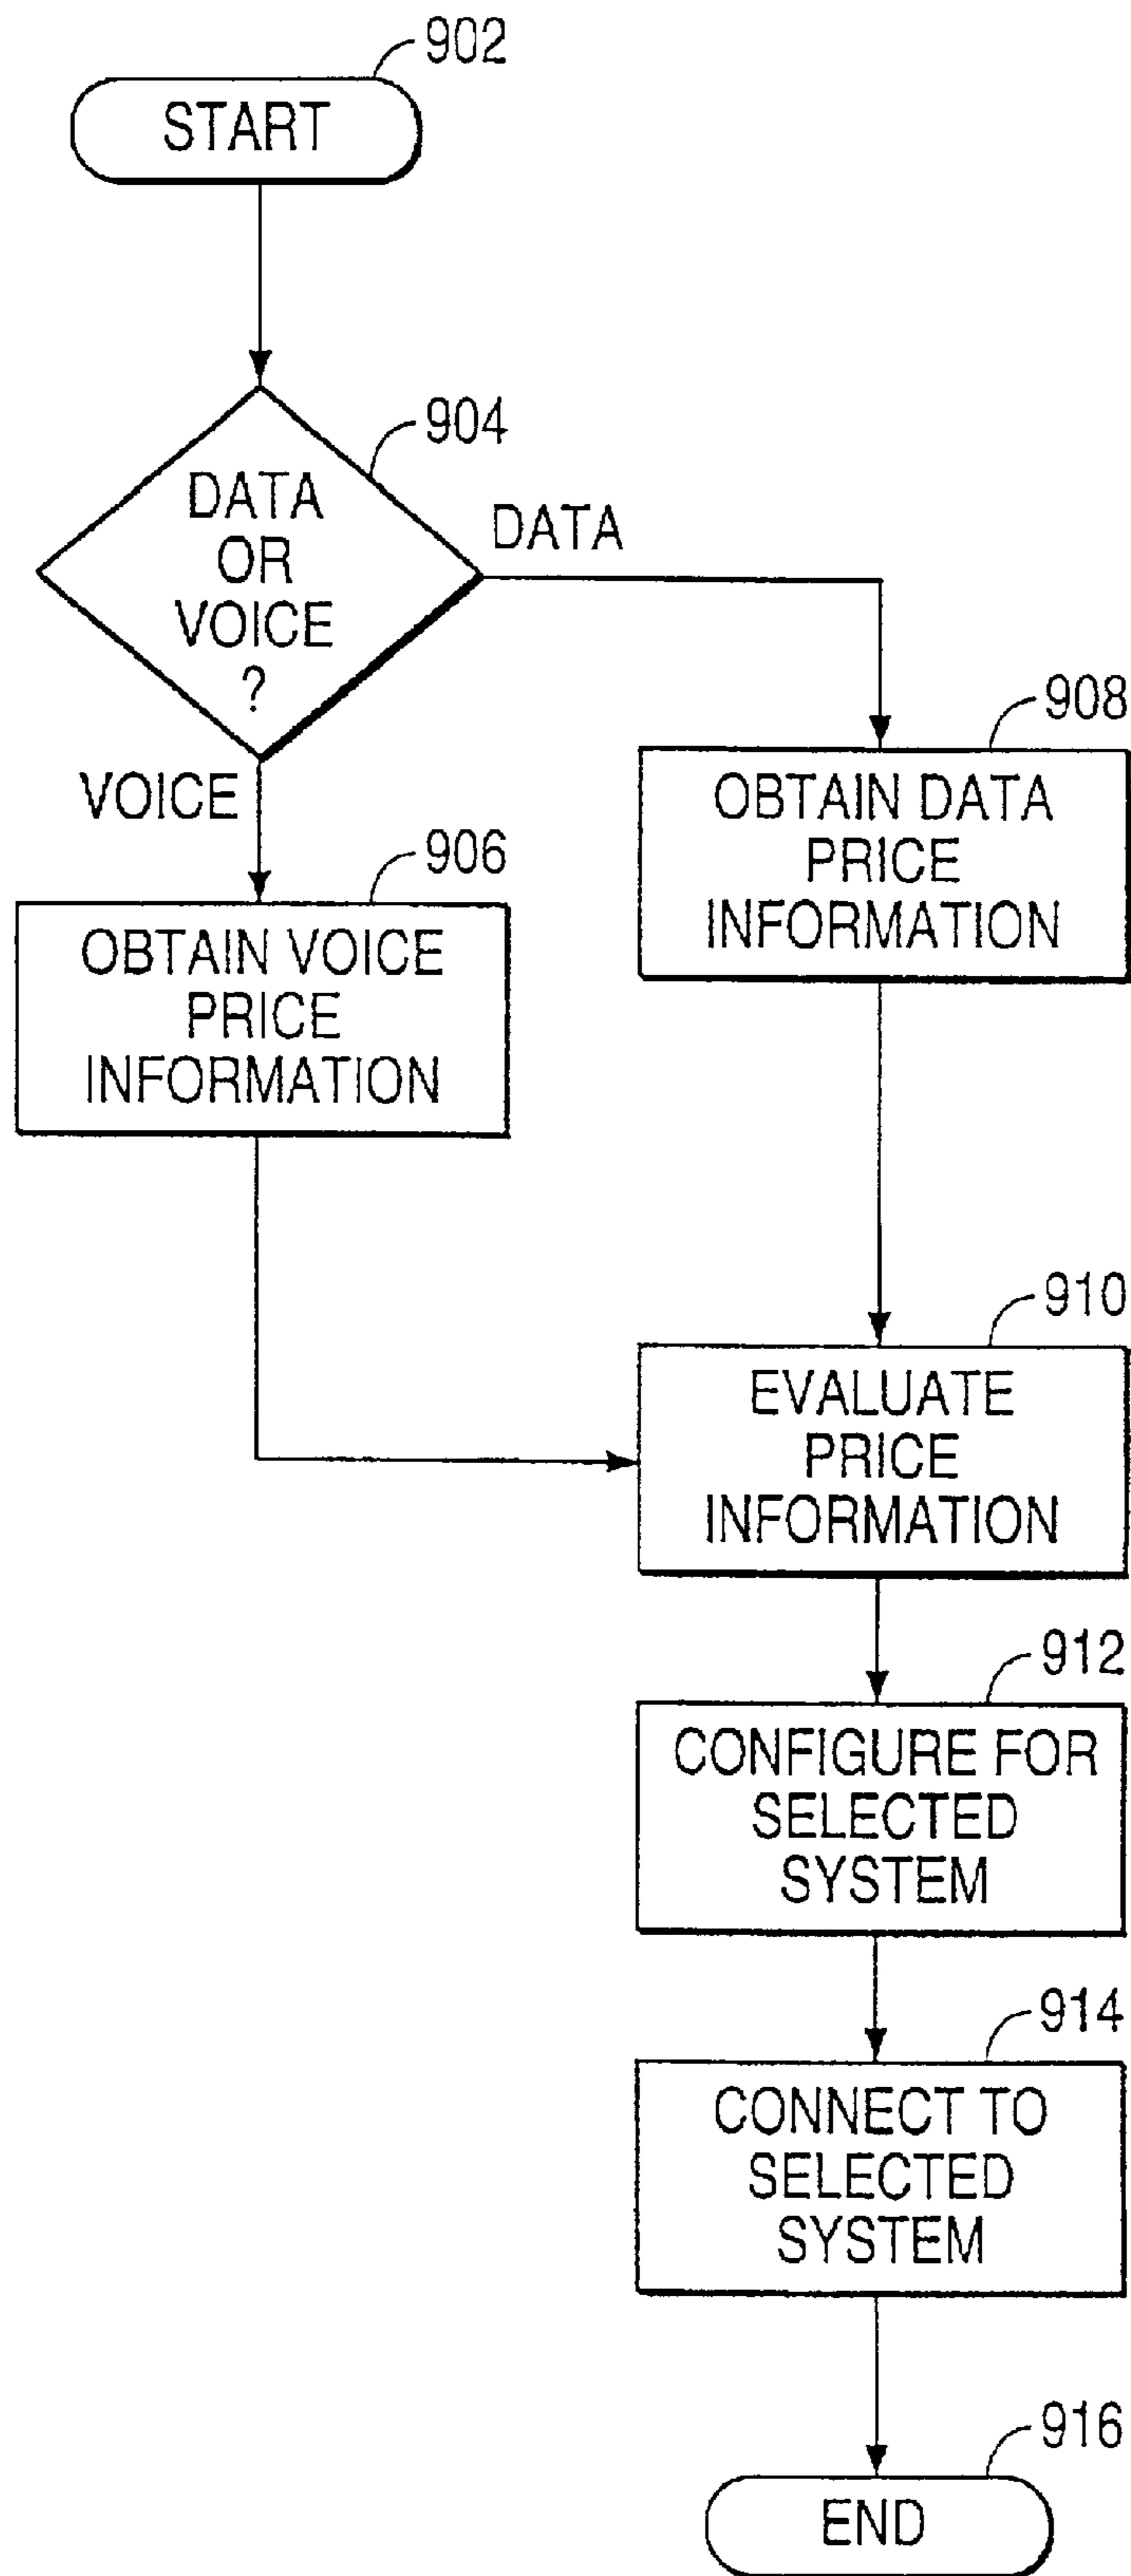 902
START
904
DATA
OR
VOICE
?
DATA
VOICE
908
OBTAIN DATA
PRICE
INFORMATION
906
OBTAIN VOICE
PRICE
INFORMATION
910
EVALUATE
PRICE
INFORMATION
912
CONFIGURE FOR
SELECTED
SYSTEM
914
CONNECT TO
SELECTED
SYSTEM
916
END